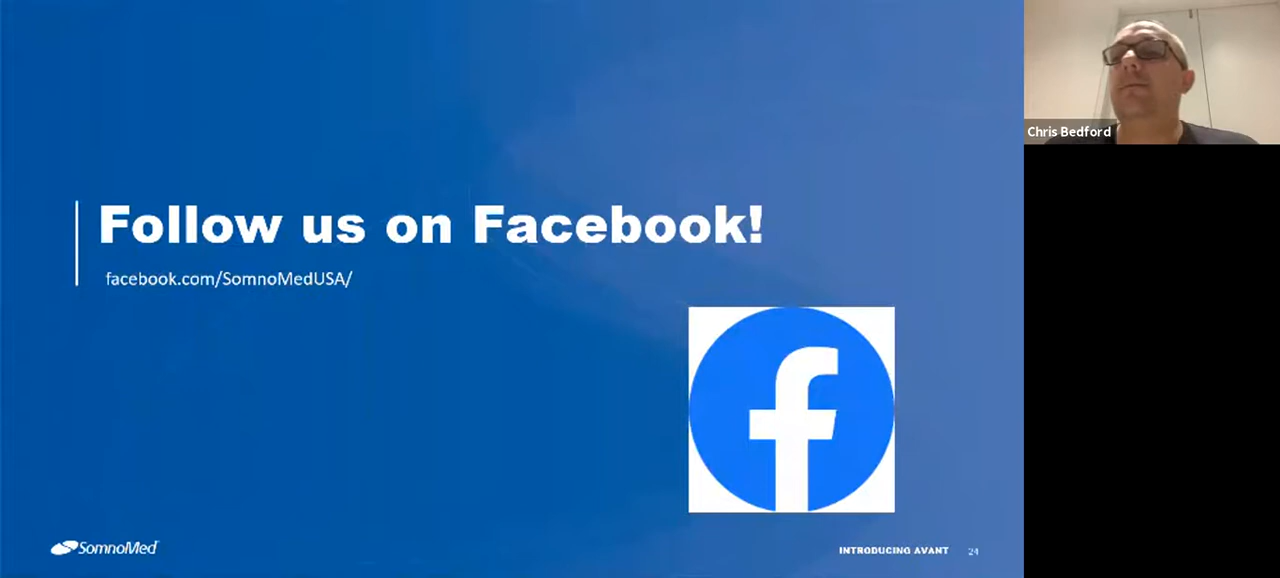 Chris Bedford
Follow us on Facebook!
facebook.com/SomnoMedUSA/
SomnoMed
INTRODUCING AVANT 24